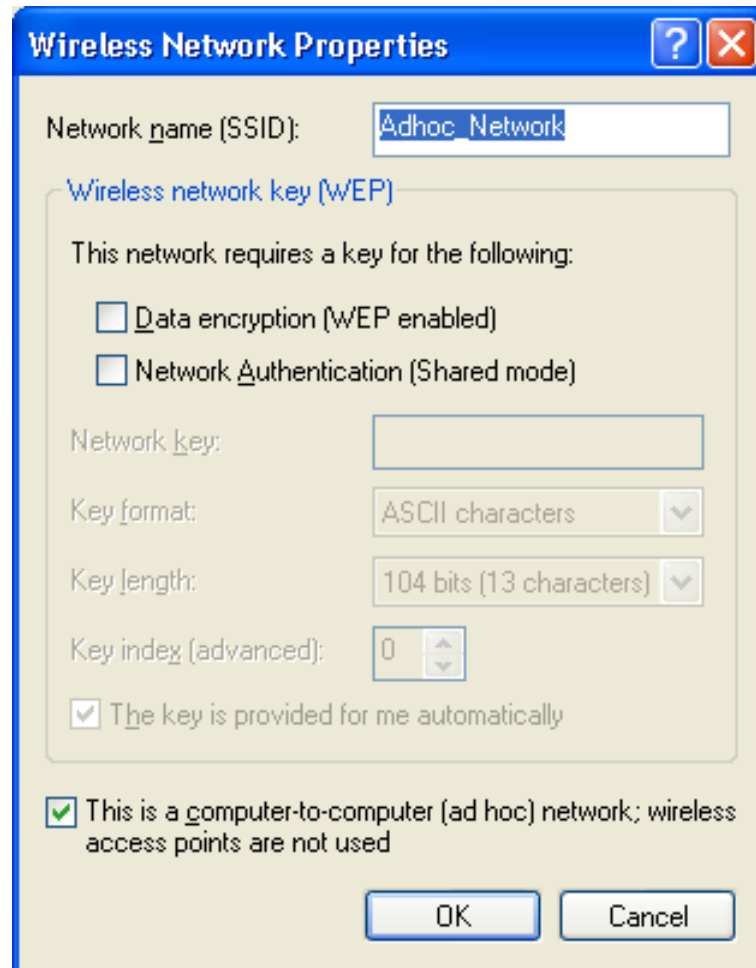 Wireless Network Properties
Network name (SSID): Adhoc_Network
Wireless network key (WEP)
This network requires a key for the following:
Data encryption (WEP enabled)
Network Authentication (Shared mode)
Network key:
Key format: ASCII characters
Key length: 104 bits (13 characters)
Key index (advanced): 0
The key is provided for me automatically
This is a computer-to-computer (ad hoc) network; wireless
access points are not used
OK Cancel